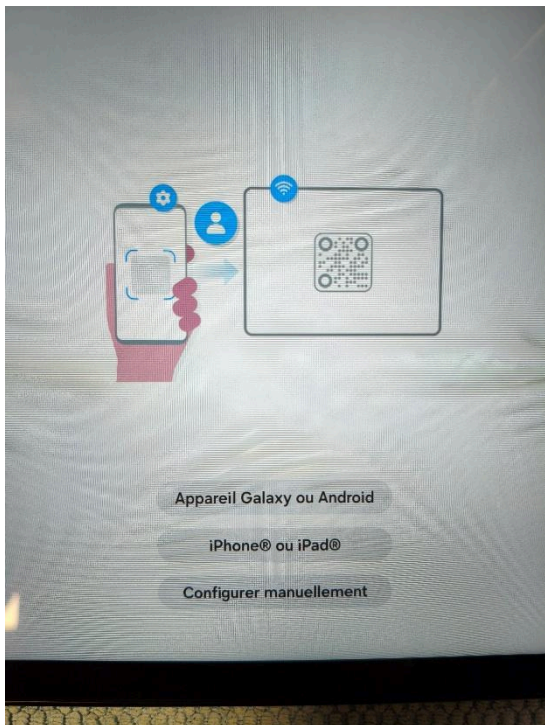 Appareil Galaxy ou Android
iPhone® ou iPad®
Configurer manuellement